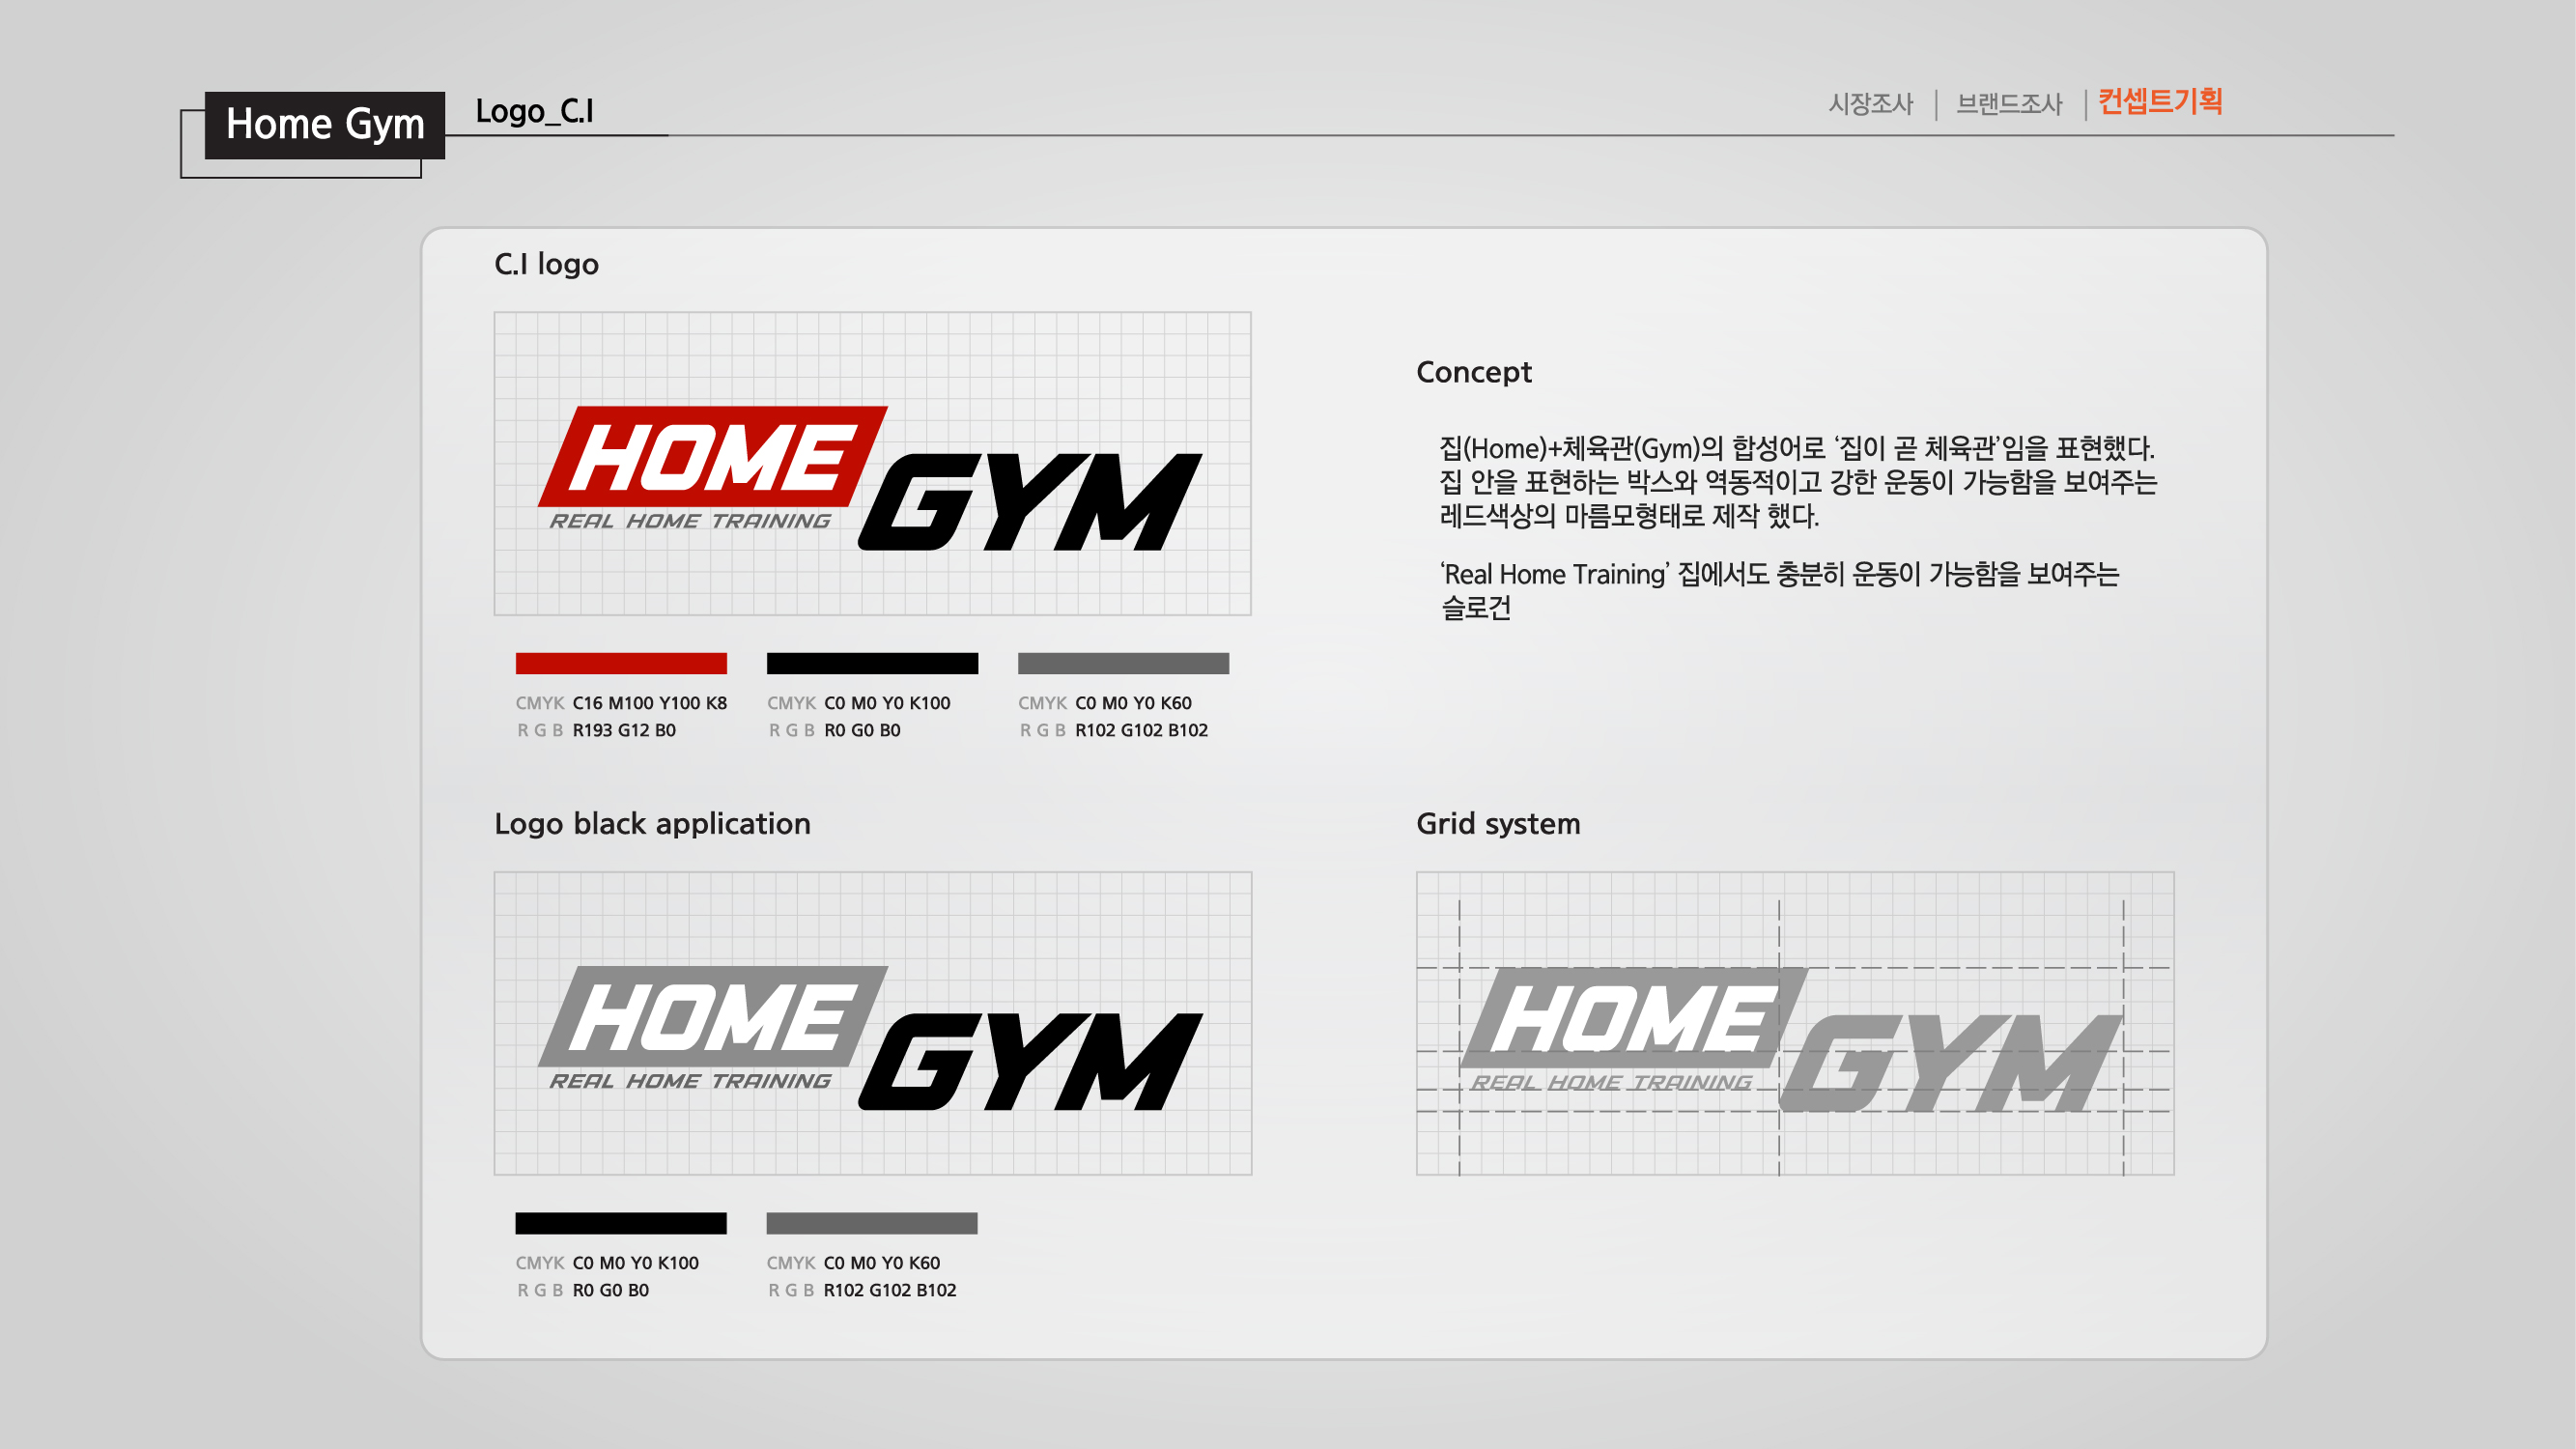 Home Gym
Logo_C.I
시장조사 | 브랜드조사 | 컨셉트기획
C.I logo
HOME
GYM
REAL HOME TRAINING
CMYK C16 M100 Y100 K8
R G B R193 G12 B0
CMYK C0 M0 Y0 K100
R G B R0 G0 B0
CMYK C0 M0 Y0 K60
R G B R102 G102 B102
Concept
집(Home)+체육관(Gym)의 합성어로 ‘집이 곧 체육관’임을 표현했다.
집 안을 표현하는 박스와 역동적이고 강한 운동이 가능함을 보여주는
레드색상의 마름모형태로 제작 했다.
‘Real Home Training’ 집에서도 충분히 운동이 가능함을 보여주는
슬로건
Logo black application
HOME
GYM
REAL HOME TRAINING
CMYK C0 M0 Y0 K100
R G B R0 G0 B0
CMYK C0 M0 Y0 K60
R G B R102 G102 B102
Grid system
HOME
GYM
REAL HOME TRAINING